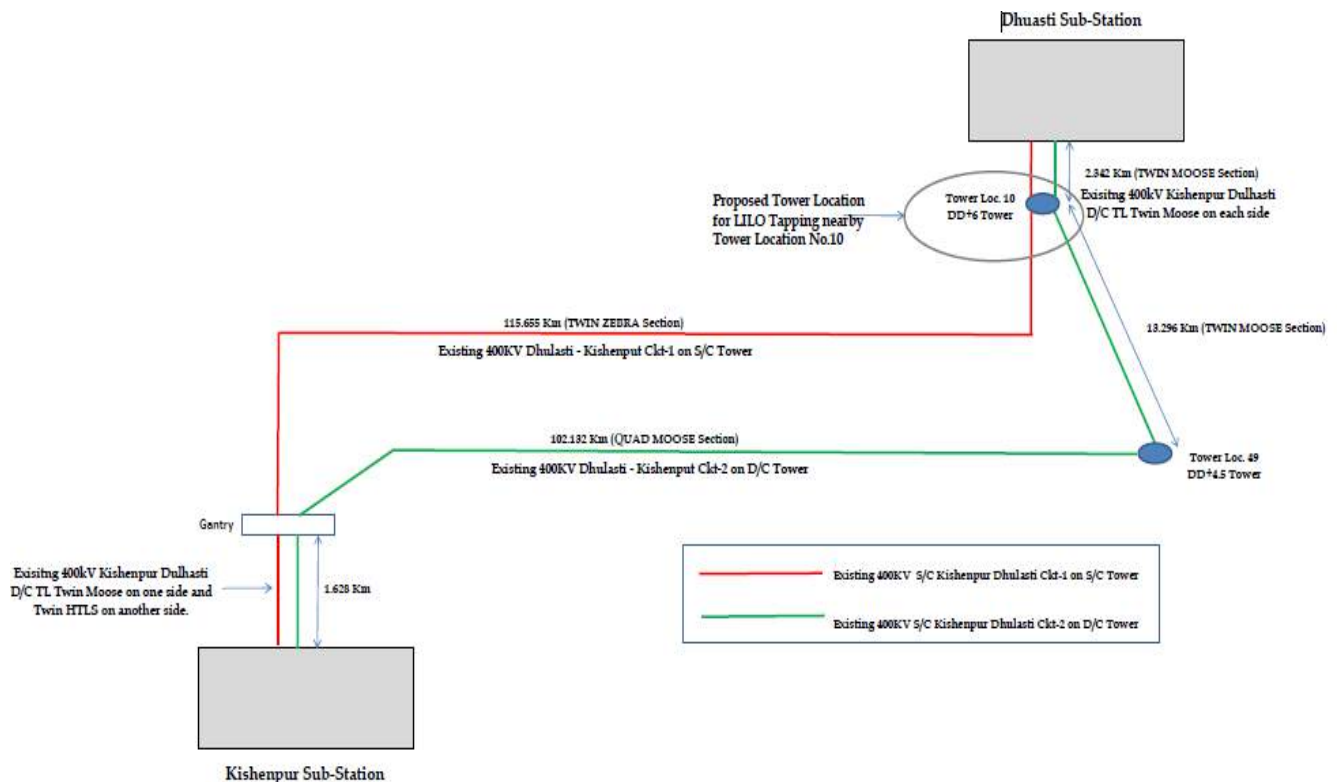 Dhuasti Sub-Station
2.342 Km (TWIN MOOSE Section)
Exisitng 400kV Kishenpur Dulhasti
D/C TL Twin Moose on each side
Proposed Tower Location
for LILO Tapping nearby
Tower Location No.10
Tower Loc. 10
DD+6 Tower
13.296 Km (TWIN MOOSE Section)
115.655 Km (TWIN ZEBRA Section)
Existing 400KV Dhulasti - Kishenput Ckt-1 on S/C Tower
102.132 Km (QUAD MOOSE Section)
Existing 400KV Dhulasti - Kishenput Ckt-2 on D/C Tower
Tower Loc. 49
DD+4.5 Tower
Gantry
Exisitng 400kV Kishenpur Dulhasti
D/C TL Twin Moose on one side and
Twin HTLS on another side.
1.628 Km
Existing 400KV S/C Kishenpur Dhulasti Ckt-1 on S/C Tower
Existing 400KV S/C Kishenpur Dhulasti Ckt-2 on D/C Tower
Kishenpur Sub-Station